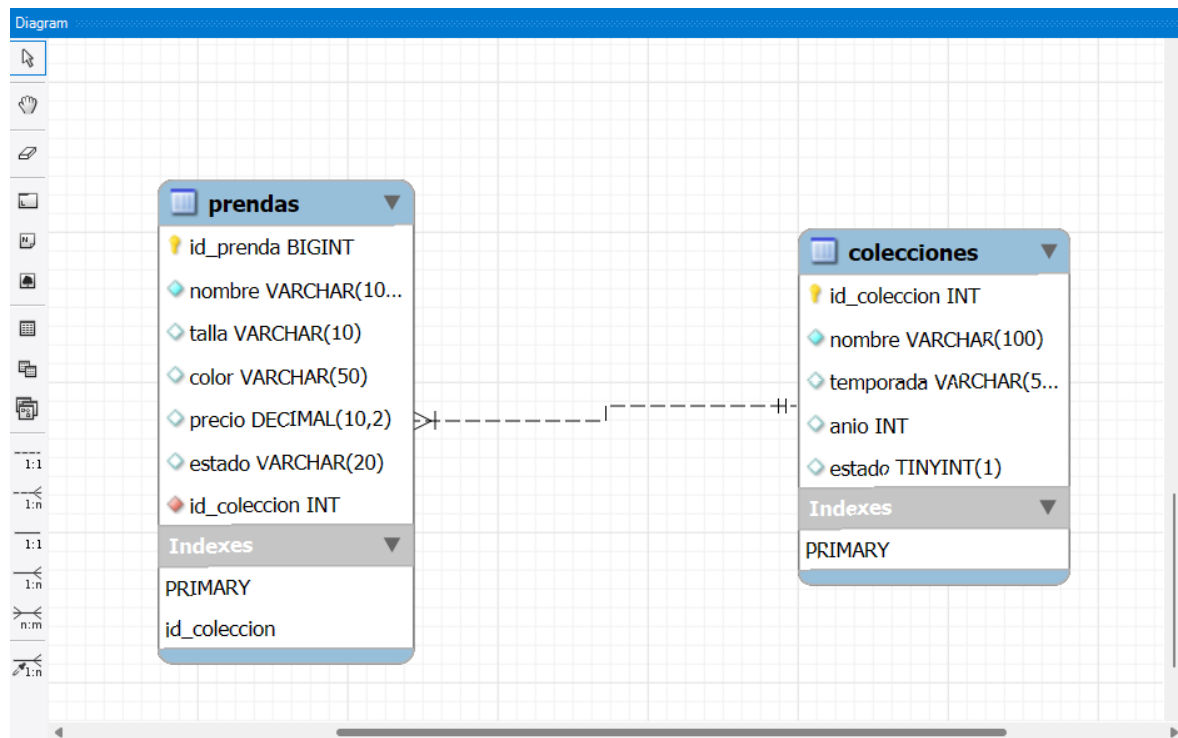 Diagram
prendas
id_prenda BIGINT
nombre VARCHAR(10...
talla VARCHAR(10)
color VARCHAR(50)
precio DECIMAL(10,2)
estado VARCHAR(20)
id_coleccion INT
Indexes
PRIMARY
id_coleccion
colecciones
id_coleccion INT
nombre VARCHAR(100)
temporada VARCHAR(5...
anio INT
estado TINYINT(1)
Indexes
PRIMARY
1:1
1:n
1:1
1:n
n:m
1:n